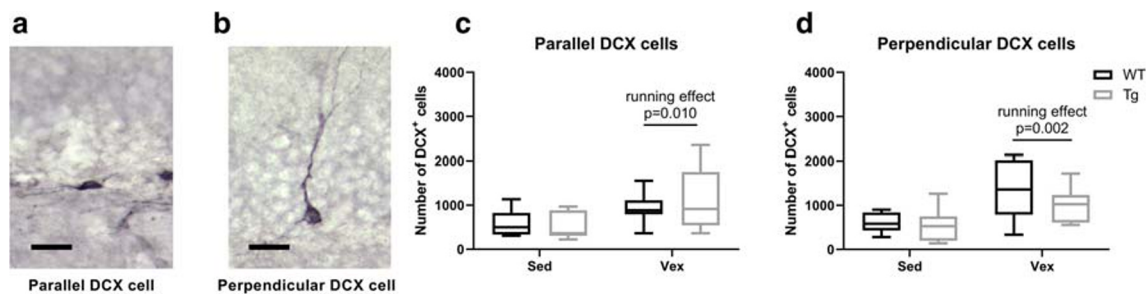 a
Parallel DCX cell
b
Perpendicular DCX cell
c
Parallel DCX cells
Number of DCX⁺ cells
4000
3000
2000
1000
0
running effect
p=0.010
Sed
Vex
d
Perpendicular DCX cells
Number of DCX⁺ cells
4000
3000
2000
1000
0
running effect
p=0.002
Sed
Vex
WT
Tg